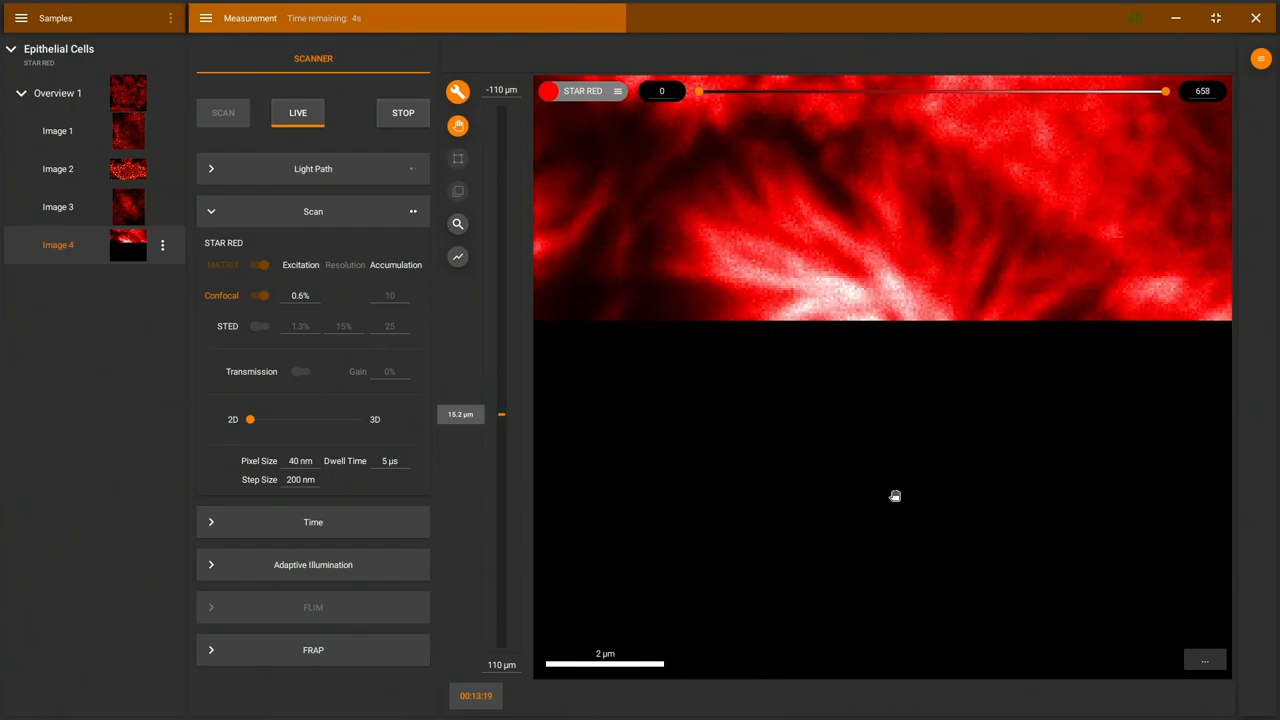 Samples
Measurement Time remaining: 4s
Epithelial Cells
STAR RED
Overview 1
Image 1
Image 2
Image 3
Image 4
SCANNER
SCAN LIVE STOP
Light Path
Scan
STAR RED
MATRIX Excitation Resolution Accumulation
Confocal 0.6% 10
STED 1.3% 15% 25
Transmission Gain 0%
2D 3D
Pixel Size 40 nm Dwell Time 5 µs
Step Size 200 nm
Time
Adaptive Illumination
FLIM
FRAP
-110 µm
15.2 µm
110 µm
00:13:19
STAR RED 0 658
2 µm
...